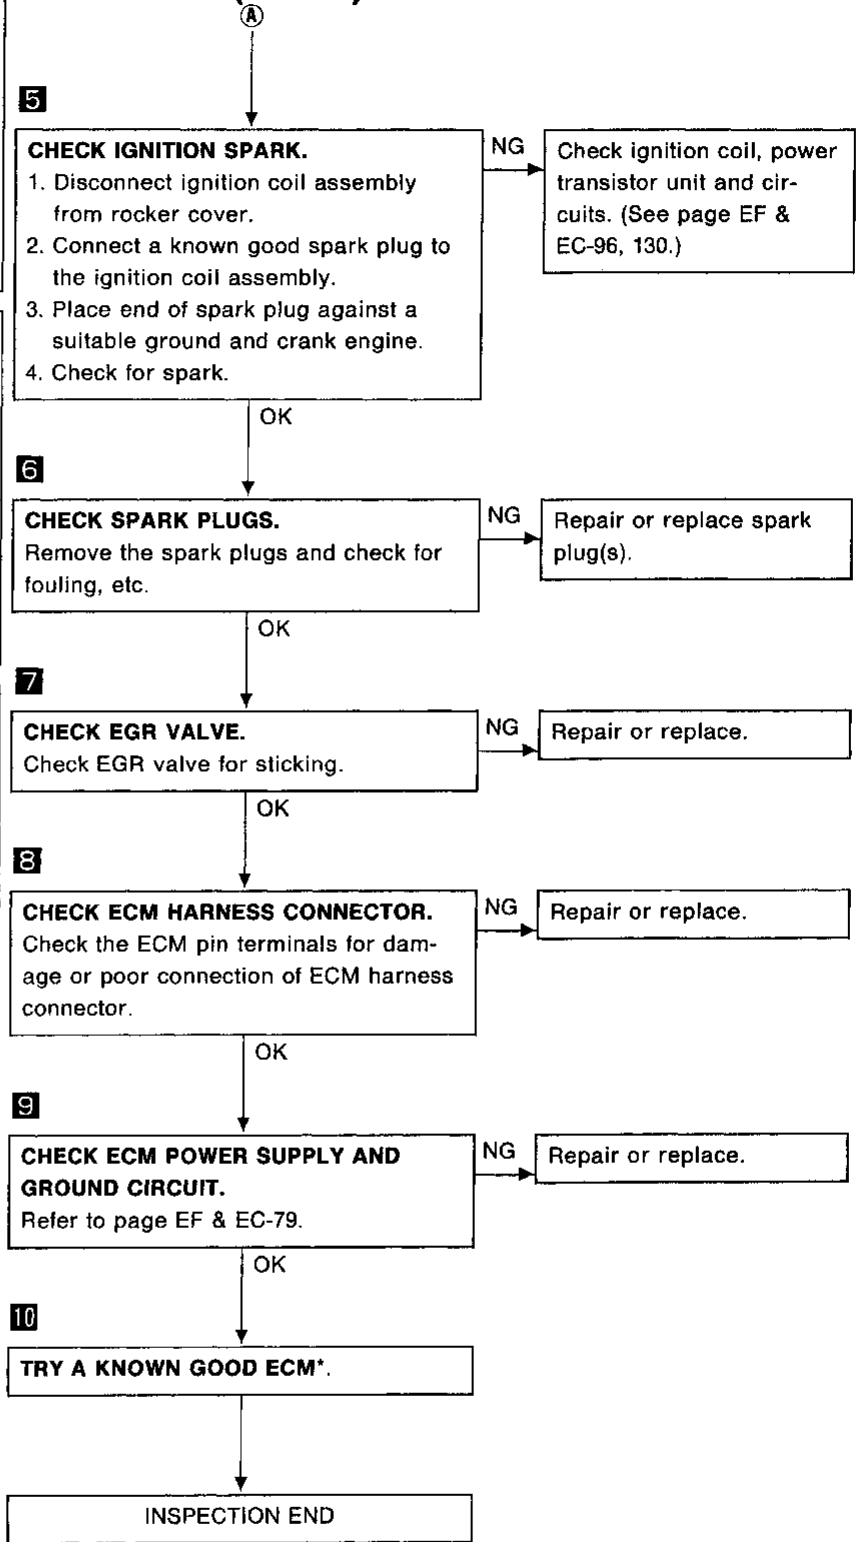 A
5
CHECK IGNITION SPARK.
1. Disconnect ignition coil assembly
from rocker cover.
2. Connect a known good spark plug to
the ignition coil assembly.
3. Place end of spark plug against a
suitable ground and crank engine.
4. Check for spark.
NG
Check ignition coil, power
transistor unit and cir-
cuits. (See page EF &
EC-96, 130.)
OK
6
CHECK SPARK PLUGS.
Remove the spark plugs and check for
fouling, etc.
NG
Repair or replace spark
plug(s).
OK
7
CHECK EGR VALVE.
Check EGR valve for sticking.
NG
Repair or replace.
OK
8
CHECK ECM HARNESS CONNECTOR.
Check the ECM pin terminals for dam-
age or poor connection of ECM harness
connector.
NG
Repair or replace.
OK
9
CHECK ECM POWER SUPPLY AND
GROUND CIRCUIT.
Refer to page EF & EC-79.
NG
Repair or replace.
OK
10
TRY A KNOWN GOOD ECM*.
INSPECTION END